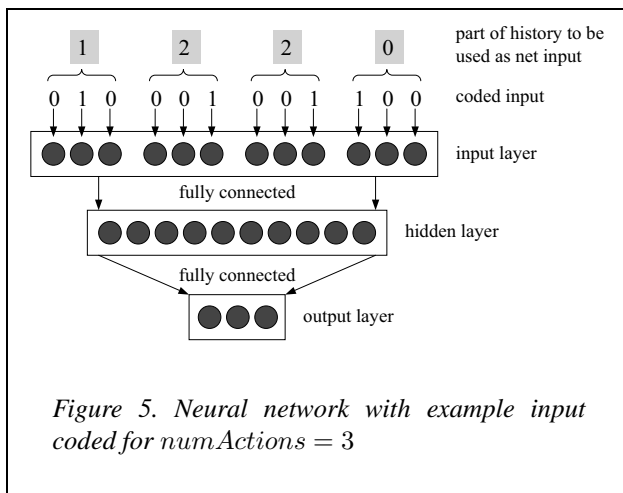 1 2 2 0 part of history to be
used as net input
0 1 0 0 0 1 0 0 1 1 0 0 coded input
input layer
fully connected
hidden layer
fully connected
output layer
Figure 5. Neural network with example input
coded for numActions = 3